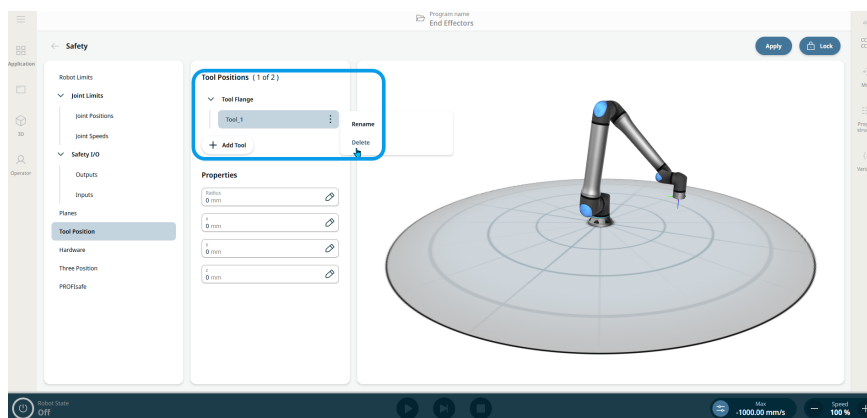 Program name
End Effectors
Safety
Apply
Lock
Application
3D
Operator
Robot Limits
Joint Limits
Joint Positions
Joint Speeds
Safety I/O
Outputs
Inputs
Planes
Tool Position
Hardware
Three Position
PROFIsafe
Tool Positions (1 of 2)
Tool Flange
Tool_1
Rename
Delete
+ Add Tool
Properties
Radius
0 mm
0 mm
0 mm
0 mm
Robot State
Off
Max
-1000.00 mm/s
Speed
100 %